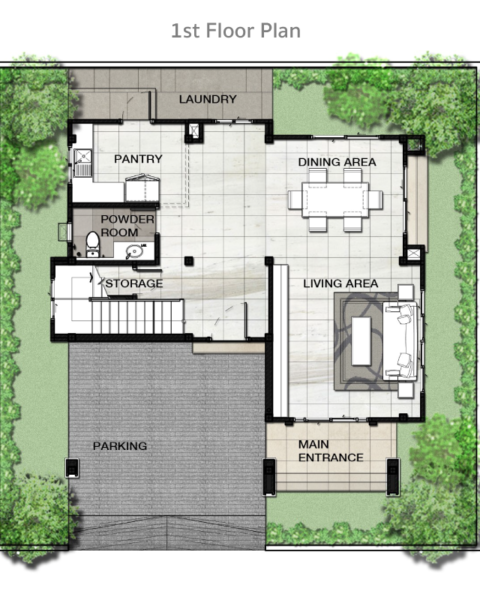 1st Floor Plan
LAUNDRY
PANTRY
DINING AREA
POWDER
ROOM
STORAGE
LIVING AREA
PARKING
MAIN
ENTRANCE